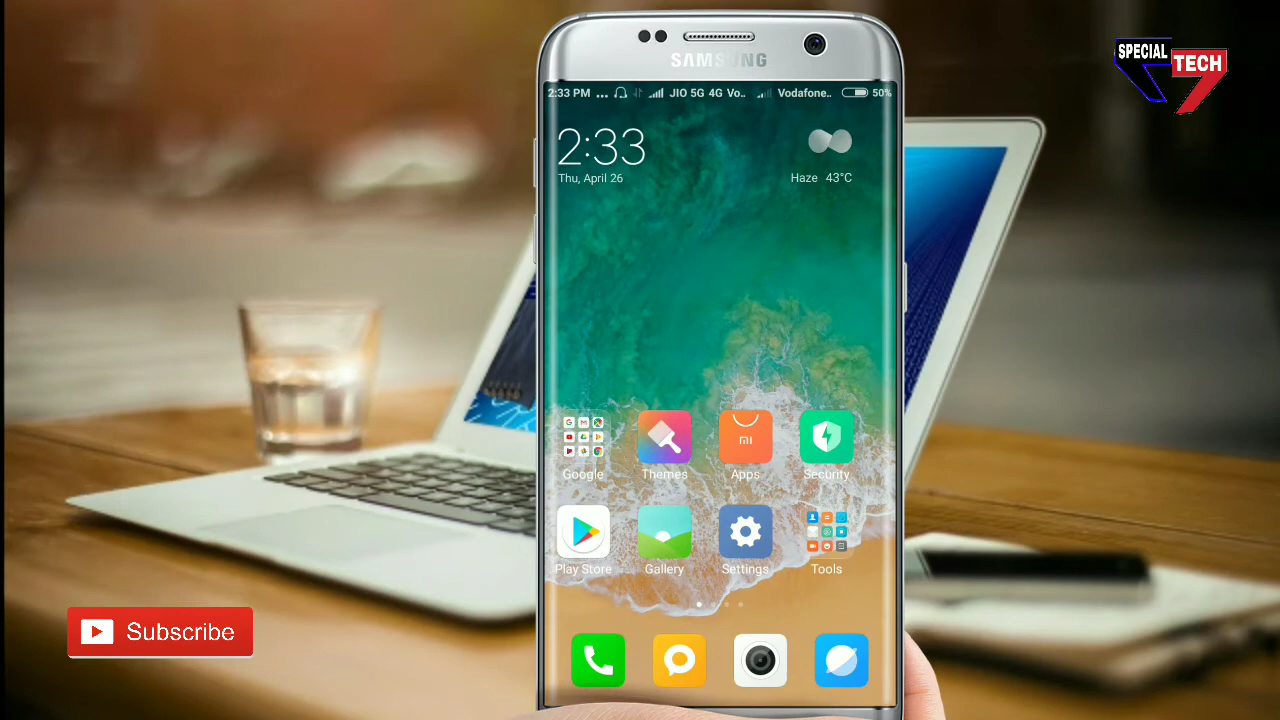 SPECIAL
TECH
SAMSUNG
2:33 PM ... JIO 5G 4G Vo.. Vodafone.. 50%
2:33
Thu, April 26
Haze 43°C
MI
Google
Themes
Apps
Security
Play Store
Gallery
Settings
Tools
Subscribe